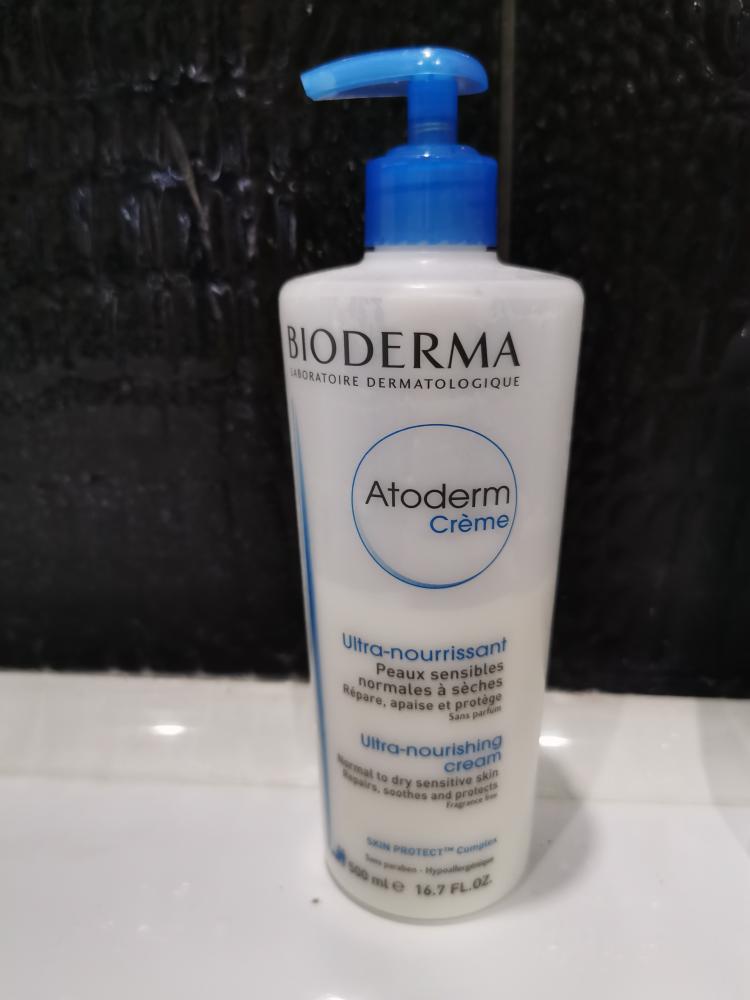 BIODERMA
LABORATOIRE DERMATOLOGIQUE
Atoderm
Crème
Ultra-nourrissant
Peaux sensibles
normales à sèches
Répare, apaise et protège
Sans parfum
Ultra-nourishing
cream
Normal to dry sensitive skin
Repairs, soothes and protects
Fragrance free
SKIN PROTECT™ Complex
Sans paraben - Hypoallergénique
500 ml ℮ 16.7 FL.OZ.